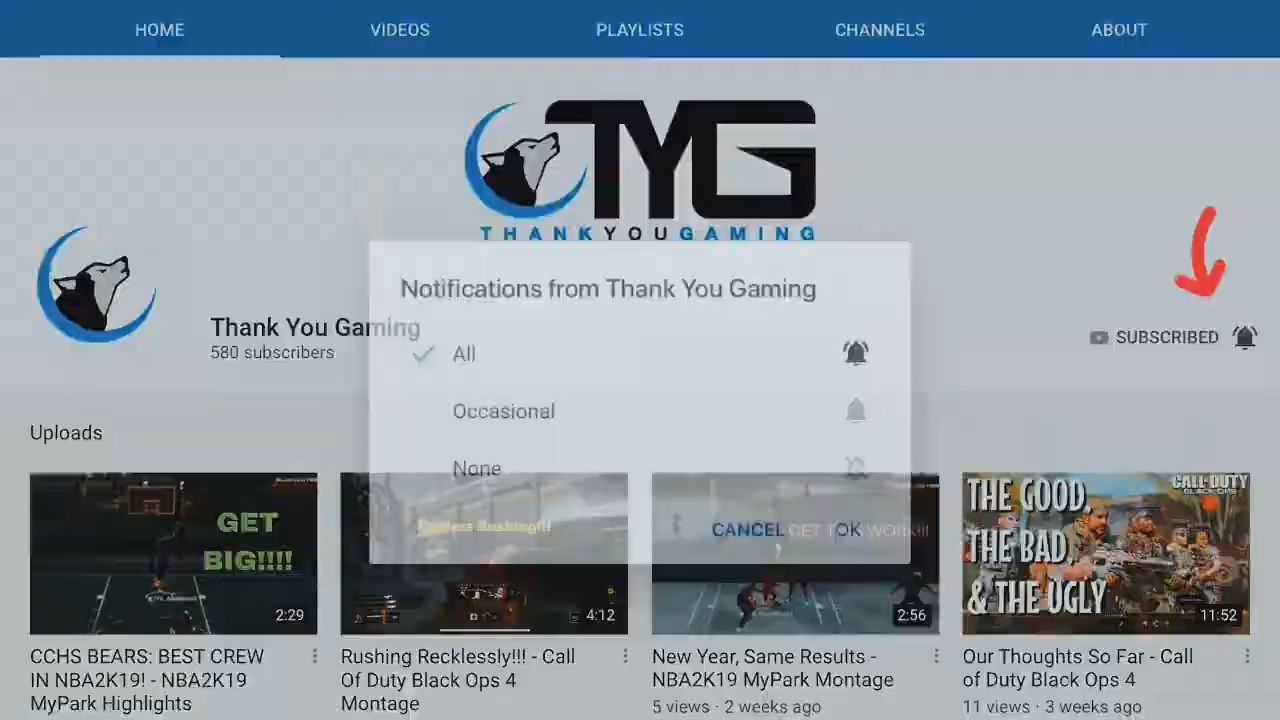 HOME VIDEOS PLAYLISTS CHANNELS ABOUT
TYG
THANKYOUGAMING
Notifications from Thank You Gaming
All
Occasional
None
CANCEL OK
Thank You Gaming
580 subscribers
SUBSCRIBED
Uploads
GET
BIG!!!!
2:29
CCHS BEARS: BEST CREW
IN NBA2K19! - NBA2K19
MyPark Highlights
4:12
Rushing Recklessly!!! - Call
Of Duty Black Ops 4
Montage
2:56
New Year, Same Results -
NBA2K19 MyPark Montage
5 views · 2 weeks ago
CALL·DUTY
BLACK OPS
THE GOOD,
THE BAD,
& THE UGLY
11:52
Our Thoughts So Far - Call
of Duty Black Ops 4
11 views · 3 weeks ago